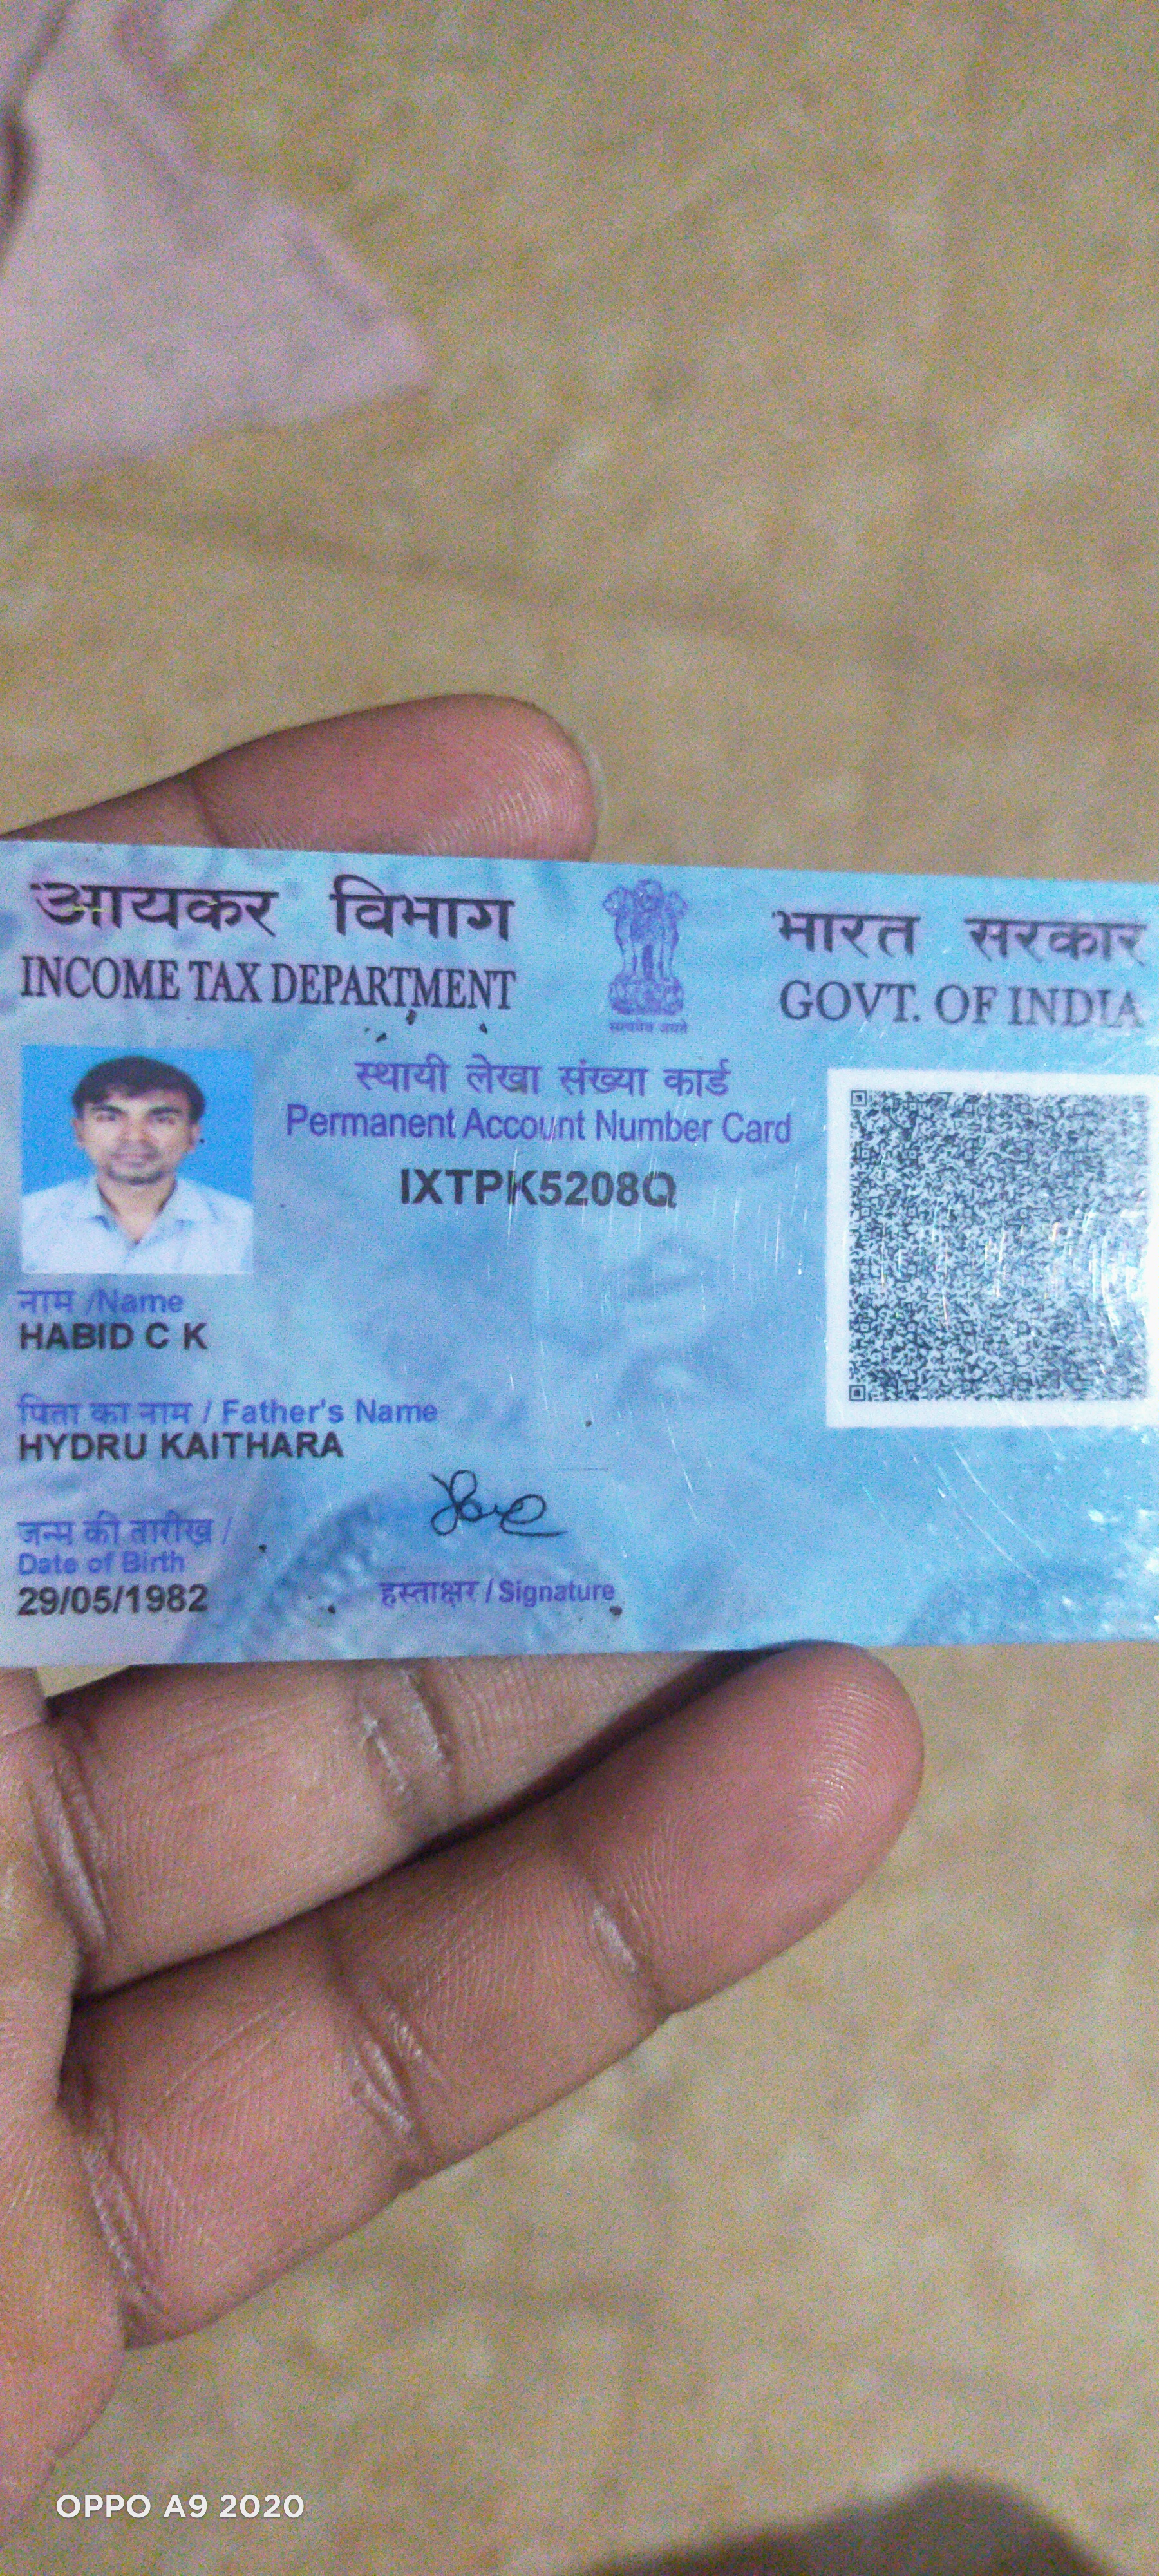 आयकर विभाग
INCOME TAX DEPARTMENT
सत्यमेव जयते
भारत सरकार
GOVT. OF INDIA
स्थायी लेखा संख्या कार्ड
Permanent Account Number Card
IXTPK5208Q
नाम /Name
HABID C K
पिता का नाम / Father's Name
HYDRU KAITHARA
जन्म की तारीख /
Date of Birth
29/05/1982
हस्ताक्षर / Signature
OPPO A9 2020